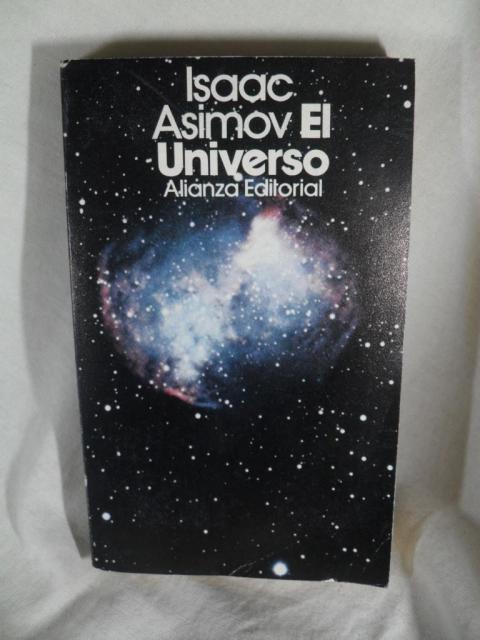 Isaac
Asimov El
Universo
Alianza Editorial